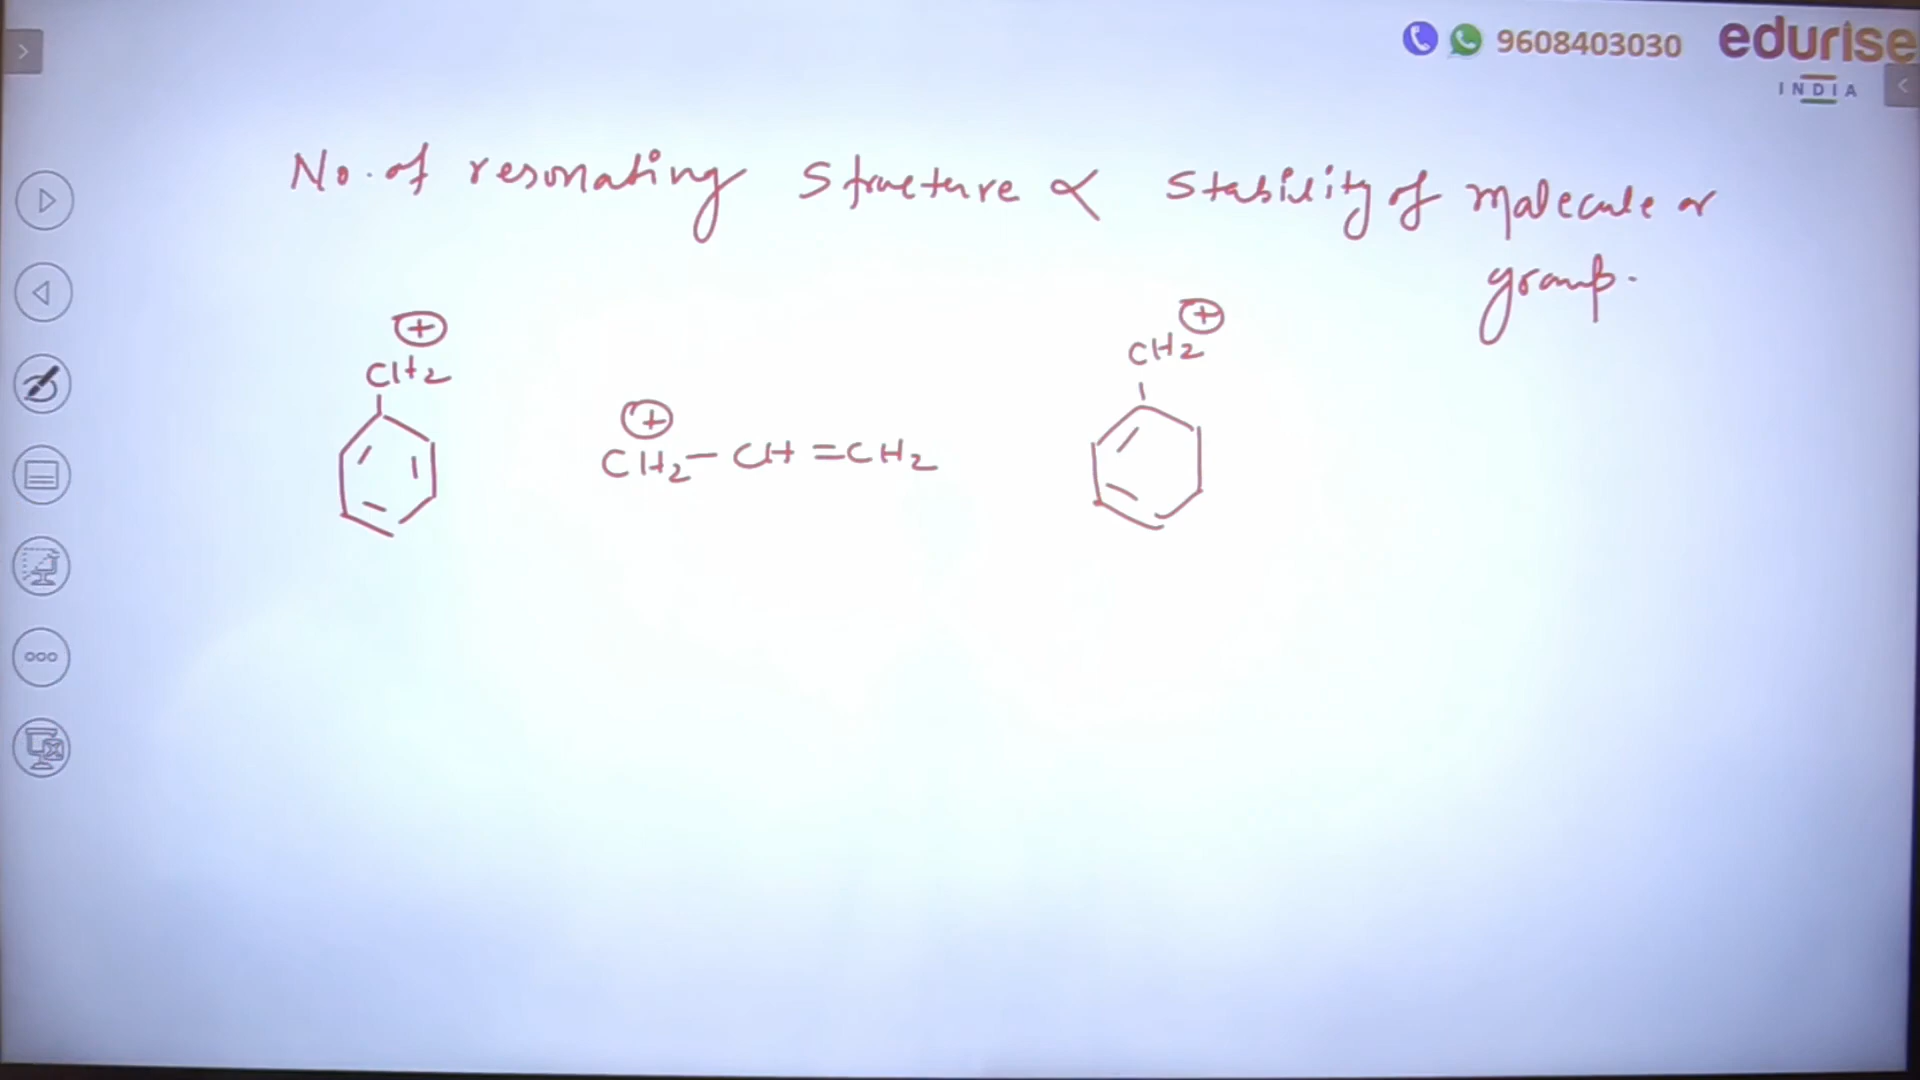 9608403030 edurise
INDIA
No. of resonating structure ∝ stability of molecule or
group.
⊕ ⊕
CH2 CH2
⊕
CH2–CH=CH2